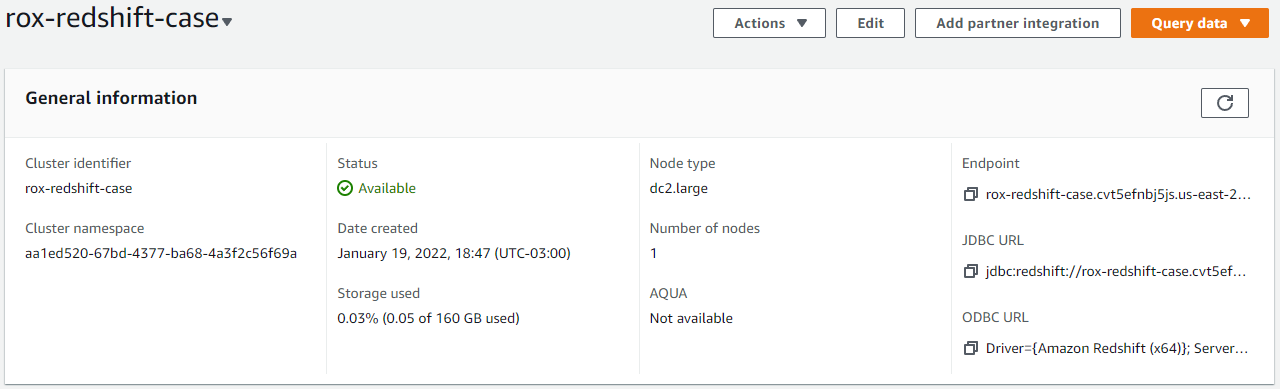 rox-redshift-case
Actions
Edit
Add partner integration
Query data
General information
Cluster identifier
rox-redshift-case
Cluster namespace
aa1ed520-67bd-4377-ba68-4a3f2c56f69a
Status
Available
Date created
January 19, 2022, 18:47 (UTC-03:00)
Storage used
0.03% (0.05 of 160 GB used)
Node type
dc2.large
Number of nodes
1
AQUA
Not available
Endpoint
rox-redshift-case.cvt5efnbj5js.us-east-2...
JDBC URL
jdbc:redshift://rox-redshift-case.cvt5ef...
ODBC URL
Driver={Amazon Redshift (x64)}; Server...